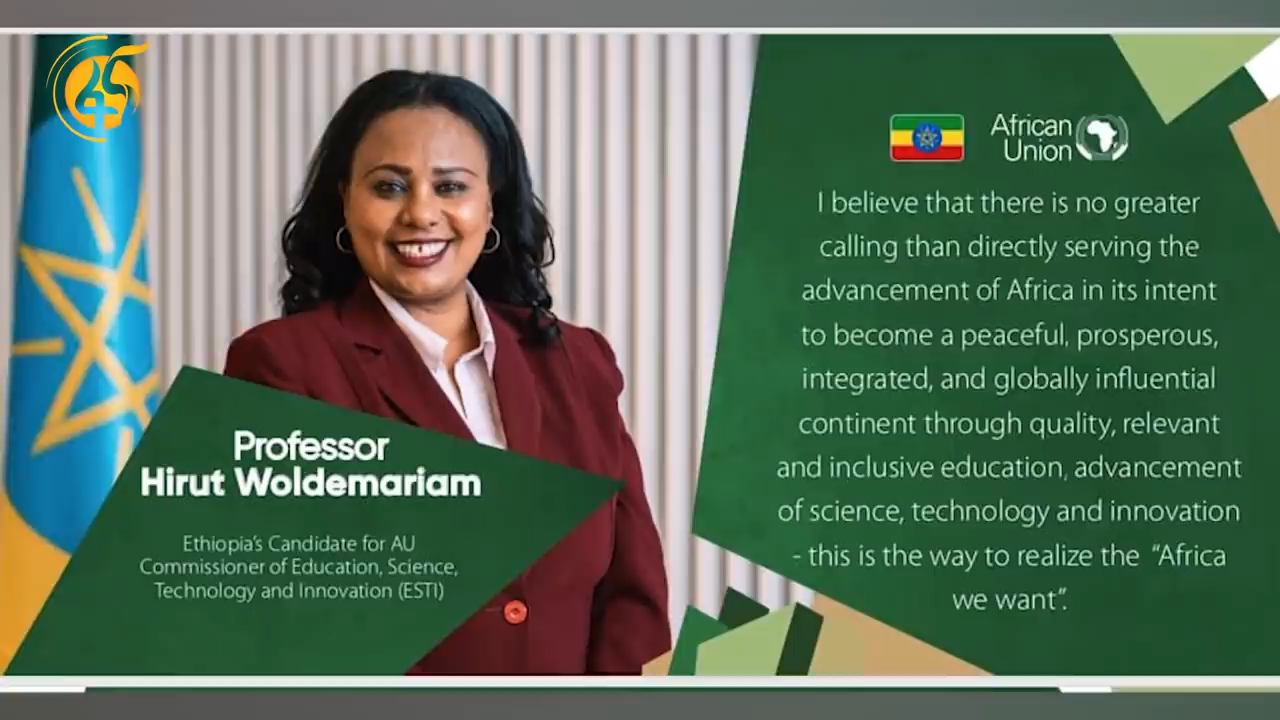 Professor
Hirut Woldemariam
Ethiopia's Candidate for AU
Commissioner of Education, Science,
Technology and Innovation (ESTI)
African
Union
I believe that there is no greater
calling than directly serving the
advancement of Africa in its intent
to become a peaceful, prosperous,
integrated, and globally influential
continent through quality, relevant
and inclusive education, advancement
of science, technology and innovation
- this is the way to realize the “Africa
we want”.